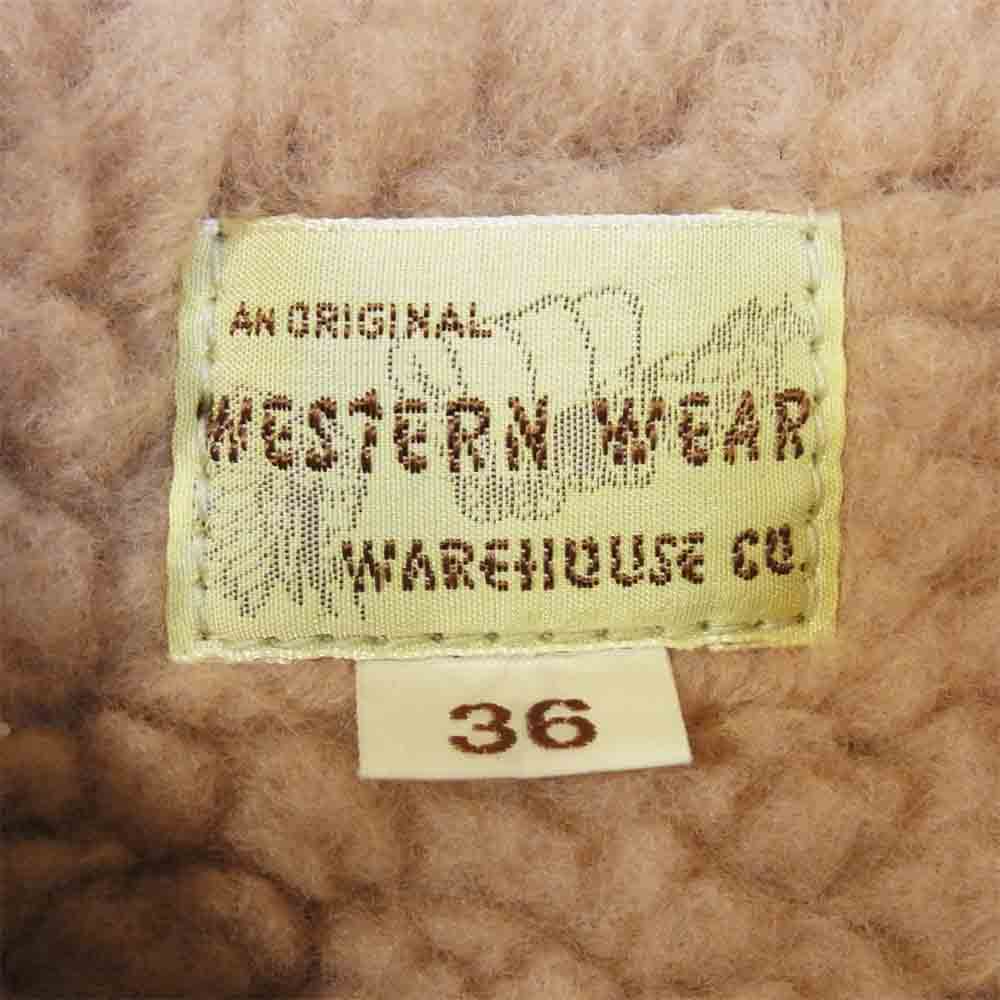 AN ORIGINAL
WESTERN WEAR
WAREHOUSE CO.
36